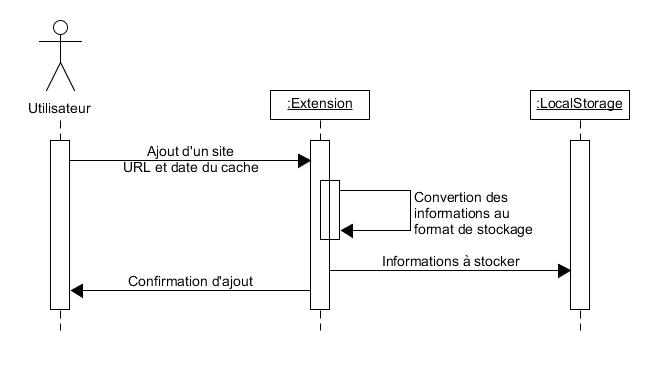 Utilisateur
:Extension
:LocalStorage
Ajout d'un site
URL et date du cache
Convertion des
informations au
format de stockage
Informations à stocker
Confirmation d'ajout